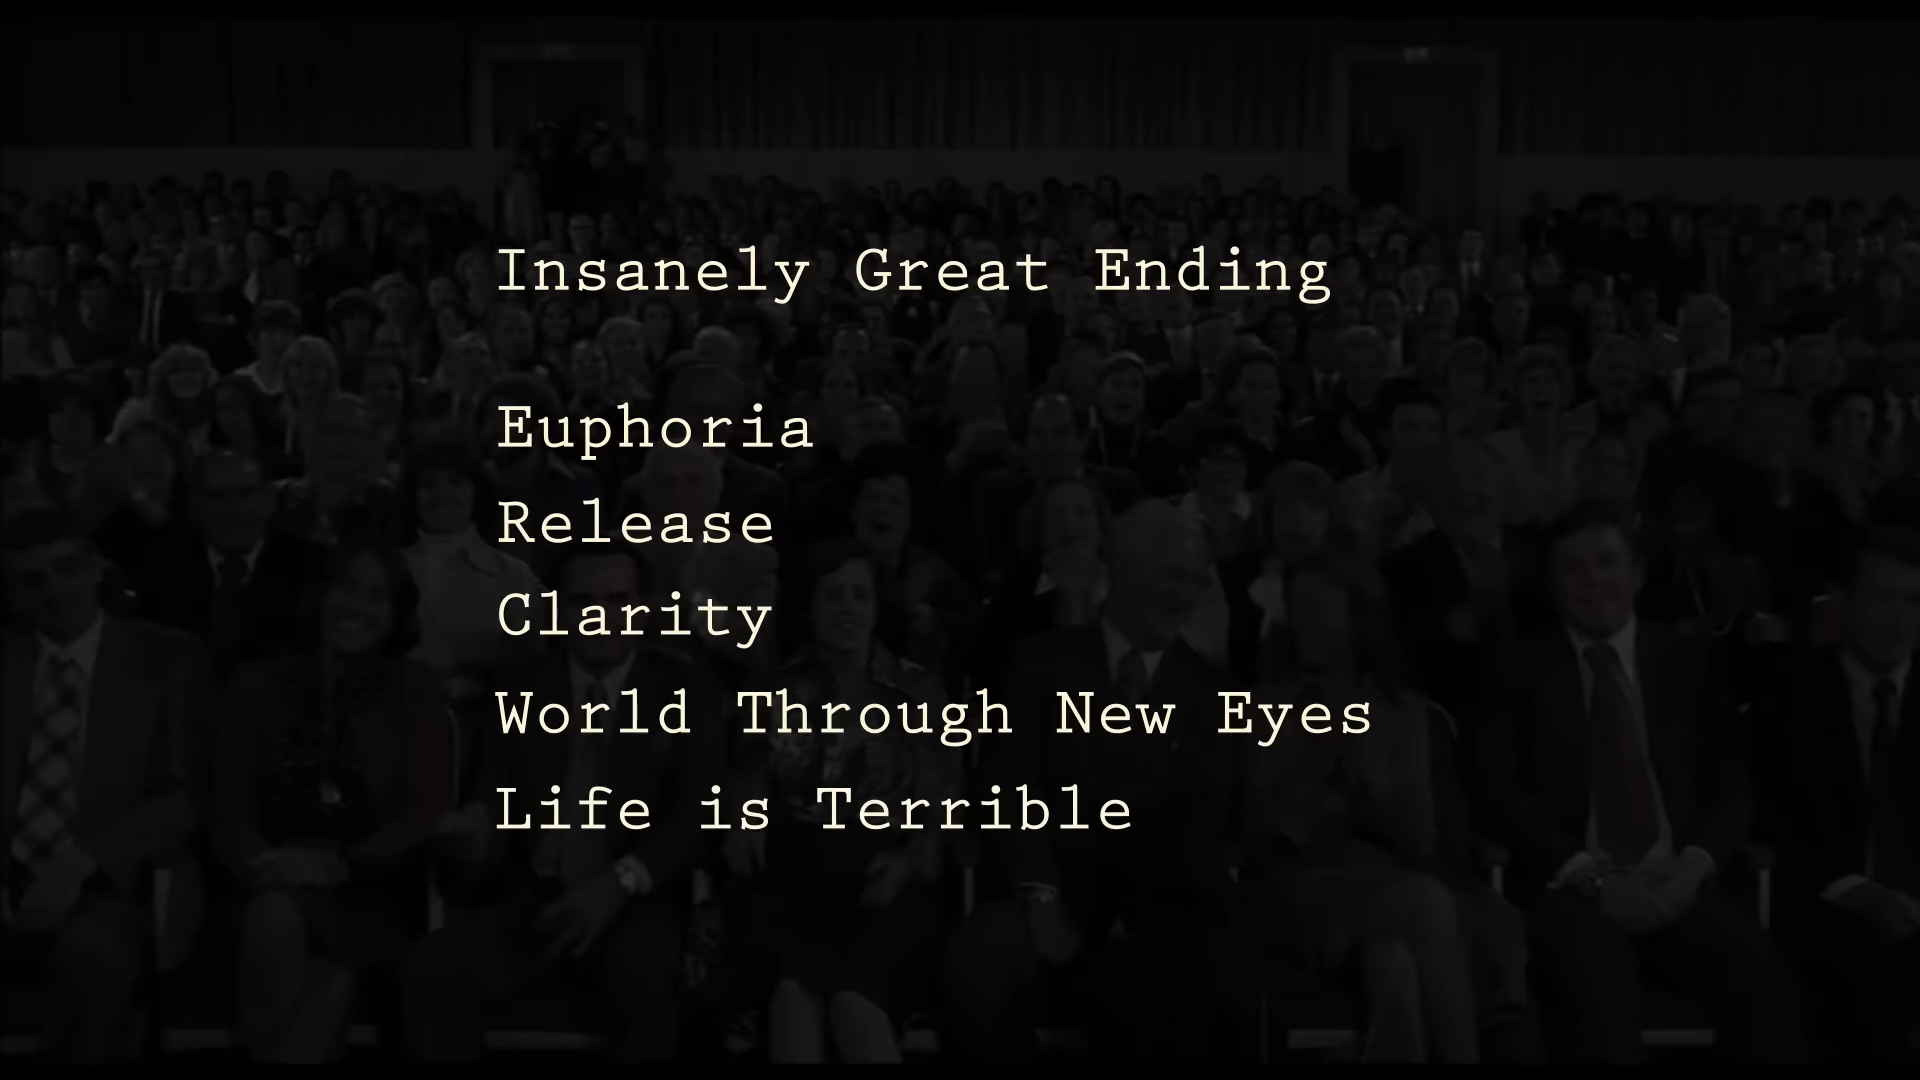 Insanely Great Ending
Euphoria
Release
Clarity
World Through New Eyes
Life is Terrible